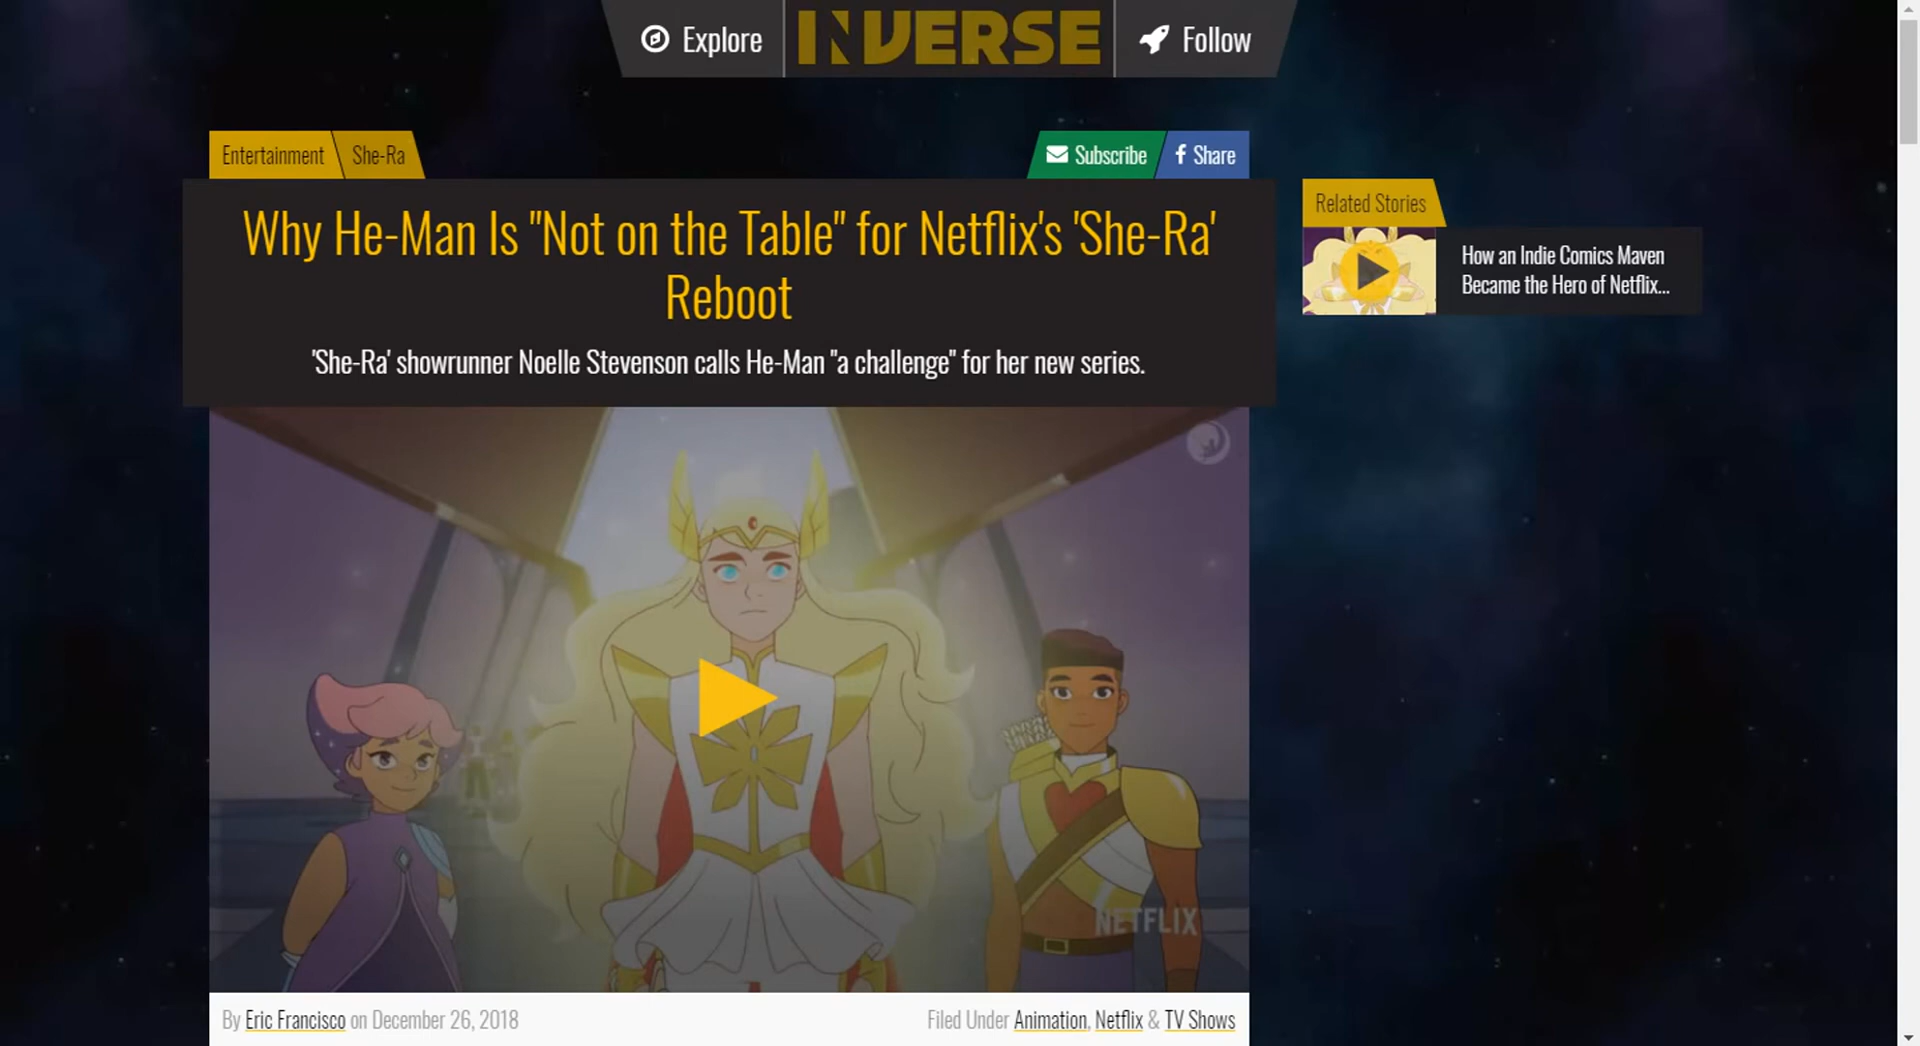 Explore
INVERSE
Follow
Entertainment
She-Ra
Subscribe
Share
Why He-Man Is "Not on the Table" for Netflix's 'She-Ra'
Reboot
'She-Ra' showrunner Noelle Stevenson calls He-Man "a challenge" for her new series.
Related Stories
How an Indie Comics Maven
Became the Hero of Netflix...
NETFLIX
By Eric Francisco on December 26, 2018
Filed Under Animation, Netflix & TV Shows